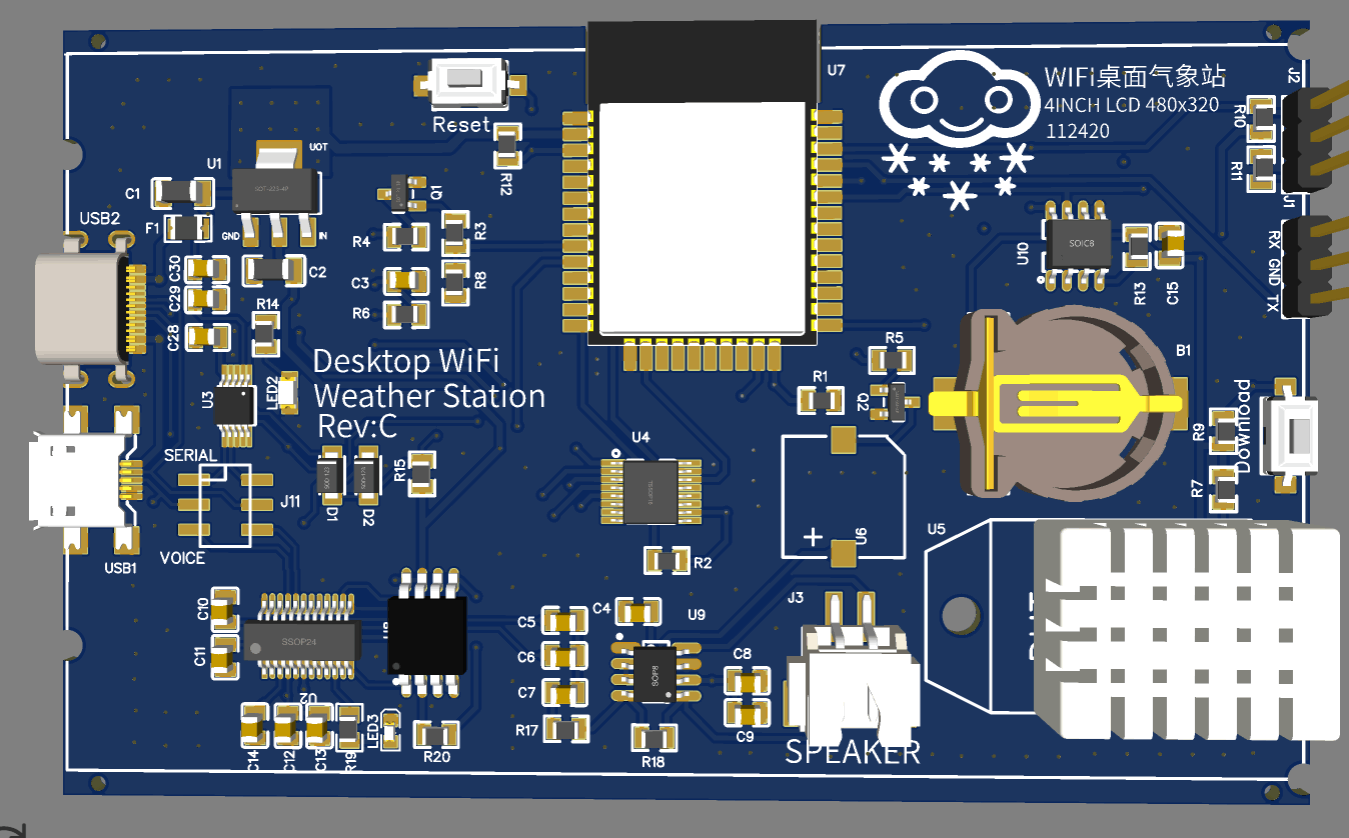 U7
WIFI桌面气象站
4INCH LCD 480x320
112420
J2
R10
R11
J1
RX GND TX
Reset
R12
U1
UOT
SOT-223-4P
GND
IN
C1
F1
USB2
C30
C29
C28
C2
R14
Q1
R4
R3
C3
R8
R6
SOIC8
U10
R13
C15
B1
R5
R1
Q2
Desktop WiFi
Weather Station
Rev:C
U3
LED2
Download
R9
R7
SERIAL
J11
VOICE
USB1
SOD-123
D1
D2
R15
U4
R2
+
U6
U5
J3
C10
C11
SSOP24
U2
C14
C12
C13
R19
LED3
R20
C5
C6
C7
R17
C4
U9
SOP8
R18
C8
C9
SPEAKER